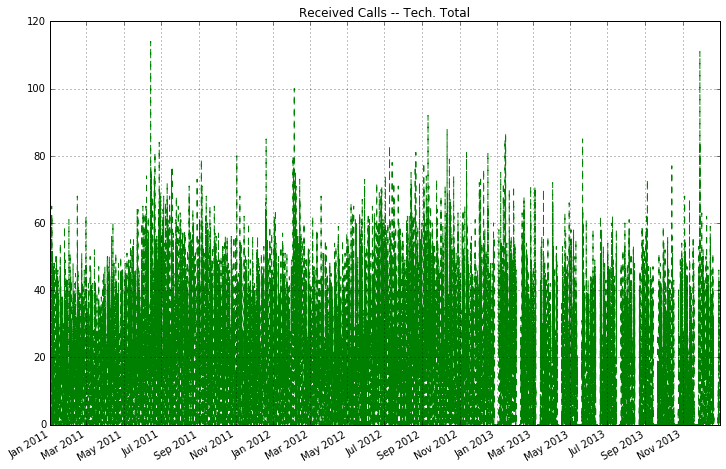 Received Calls -- Tech. Total
120
100
80
60
40
20
0
Jan 2011
Mar 2011
May 2011
Jul 2011
Sep 2011
Nov 2011
Jan 2012
Mar 2012
May 2012
Jul 2012
Sep 2012
Nov 2012
Jan 2013
Mar 2013
May 2013
Jul 2013
Sep 2013
Nov 2013